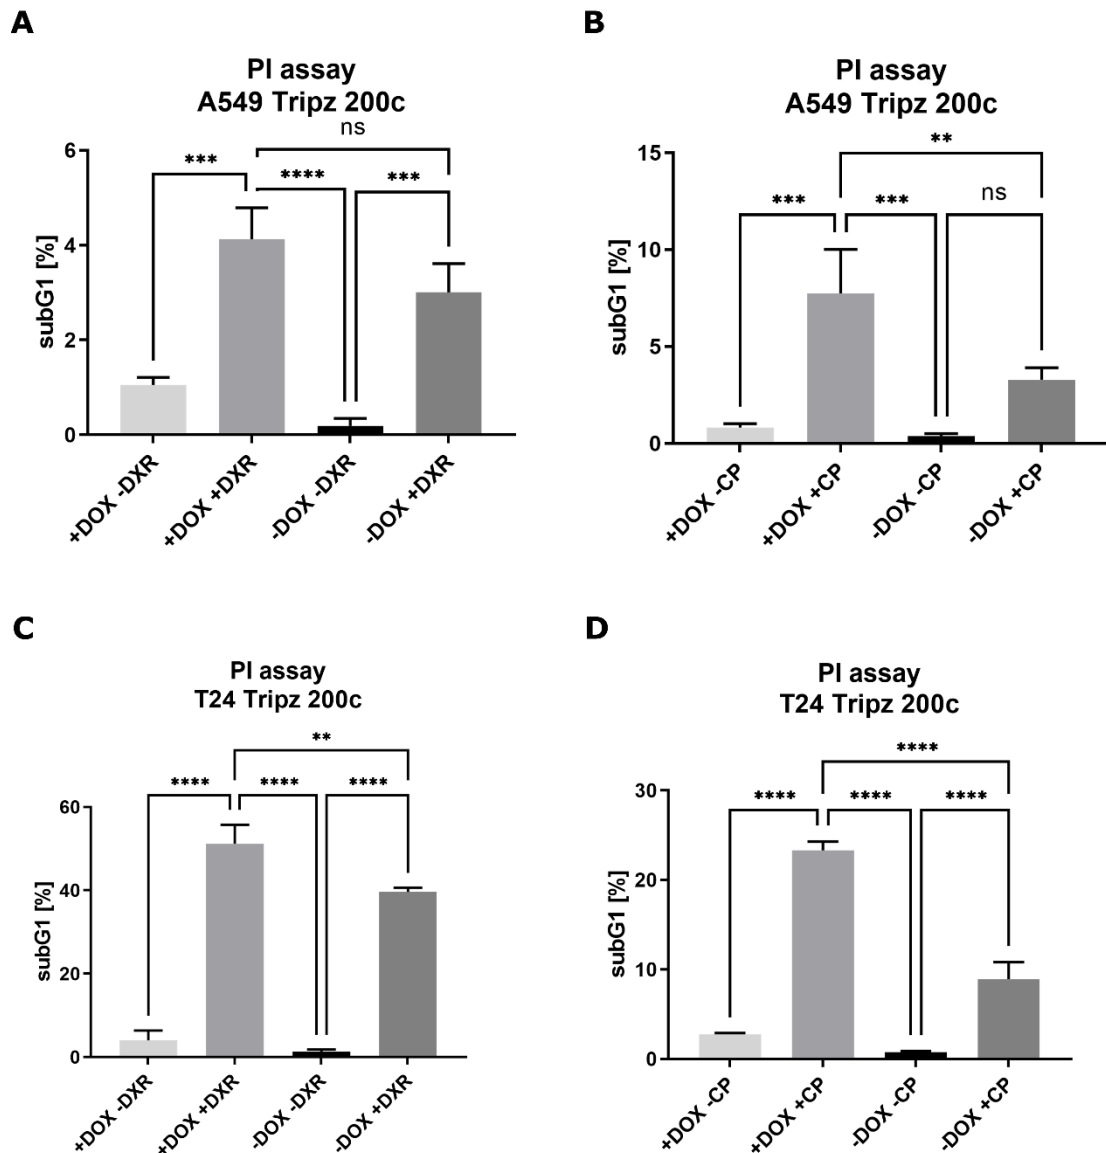 A
PI assay
A549 Tripz 200c
ns
***
****
***
6
4
2
0
subG1 [%]
+DOX -DXR
+DOX +DXR
-DOX -DXR
-DOX +DXR
B
PI assay
A549 Tripz 200c
**
***
***
ns
15
10
5
0
subG1 [%]
+DOX -CP
+DOX +CP
-DOX -CP
-DOX +CP
C
PI assay
T24 Tripz 200c
**
****
****
****
60
40
20
0
subG1 [%]
+DOX -DXR
+DOX +DXR
-DOX -DXR
-DOX +DXR
D
PI assay
T24 Tripz 200c
****
****
****
****
30
20
10
0
subG1 [%]
+DOX -CP
+DOX +CP
-DOX -CP
-DOX +CP